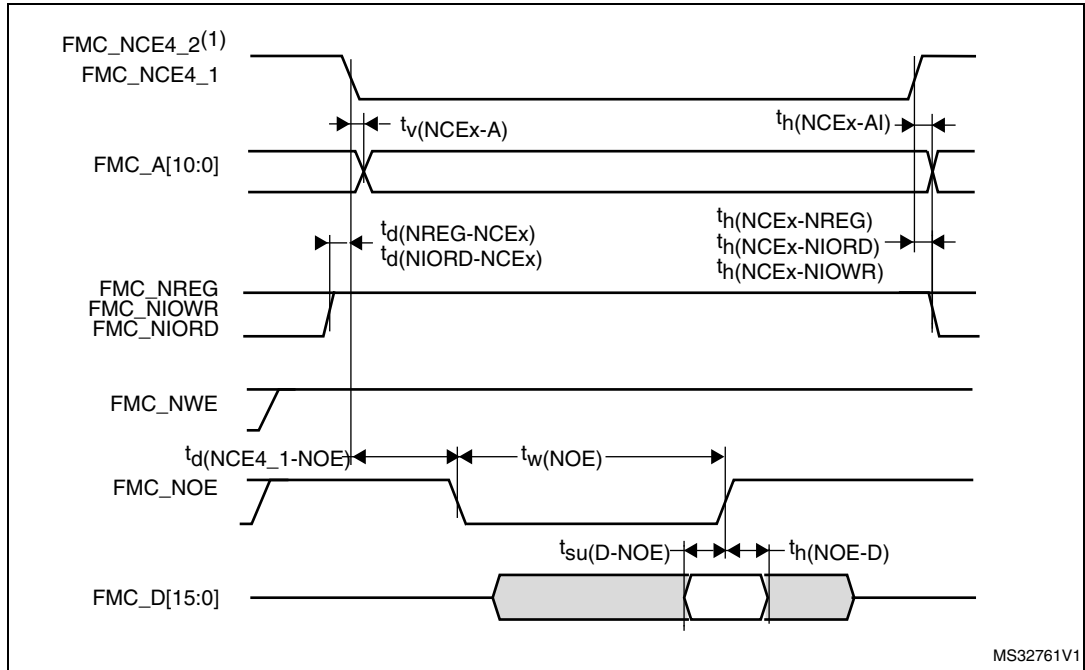 FMC_NCE4_2(1)
FMC_NCE4_1
tv(NCEx-A)
th(NCEx-AI)
FMC_A[10:0]
td(NREG-NCEx)
td(NIORD-NCEx)
th(NCEx-NREG)
th(NCEx-NIORD)
th(NCEx-NIOWR)
FMC_NREG
FMC_NIOWR
FMC_NIORD
FMC_NWE
td(NCE4_1-NOE)
tw(NOE)
FMC_NOE
tsu(D-NOE)
th(NOE-D)
FMC_D[15:0]
MS32761V1